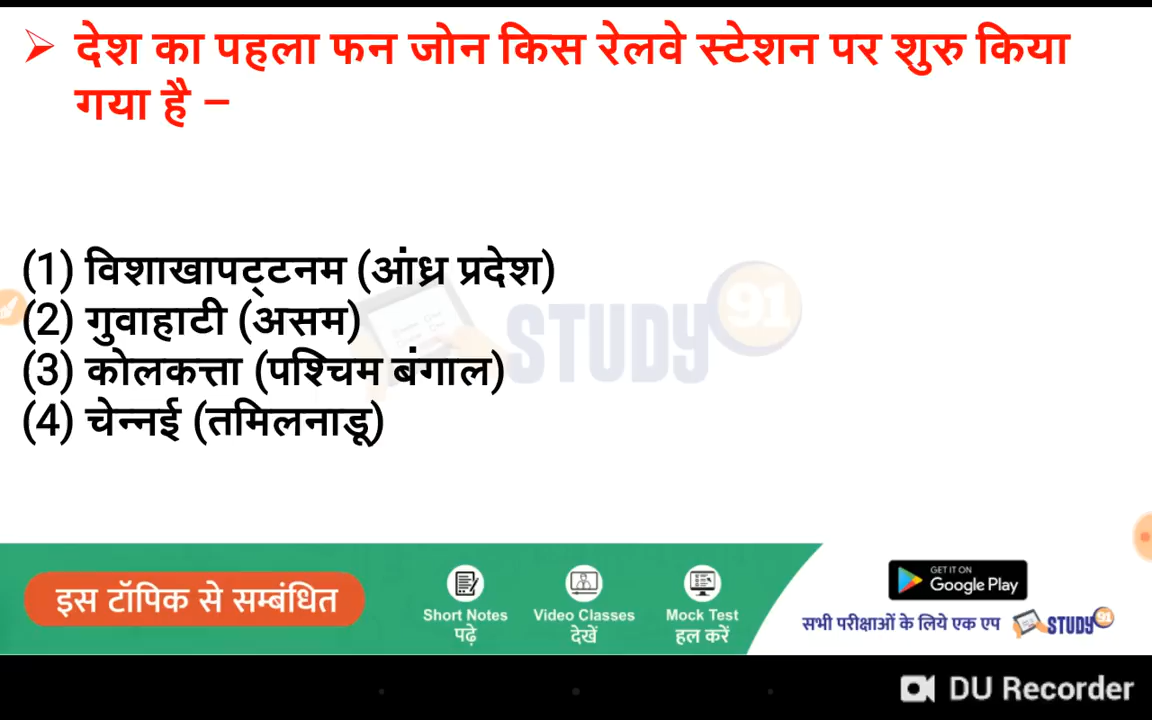 ➢ देश का पहला फन जोन किस रेलवे स्टेशन पर शुरु किया
गया है –
(1) विशाखापट्टनम (आंध्र प्रदेश)
(2) गुवाहाटी (असम)
(3) कोलकत्ता (पश्चिम बंगाल)
(4) चेन्नई (तमिलनाडू)
STUDY 91
इस टॉपिक से सम्बंधित
Short Notes
पढ़े
Video Classes
देखें
Mock Test
हल करें
GET IT ON
Google Play
सभी परीक्षाओं के लिये एक एप STUDY 91
DU Recorder